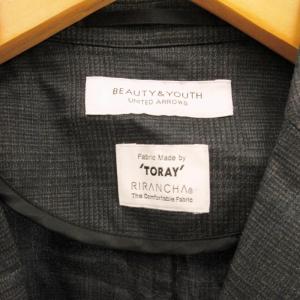 BEAUTY & YOUTH
UNITED ARROWS
Fabric Made by
'TORAY'
RIRANCHA®
The Comfortable Fabric